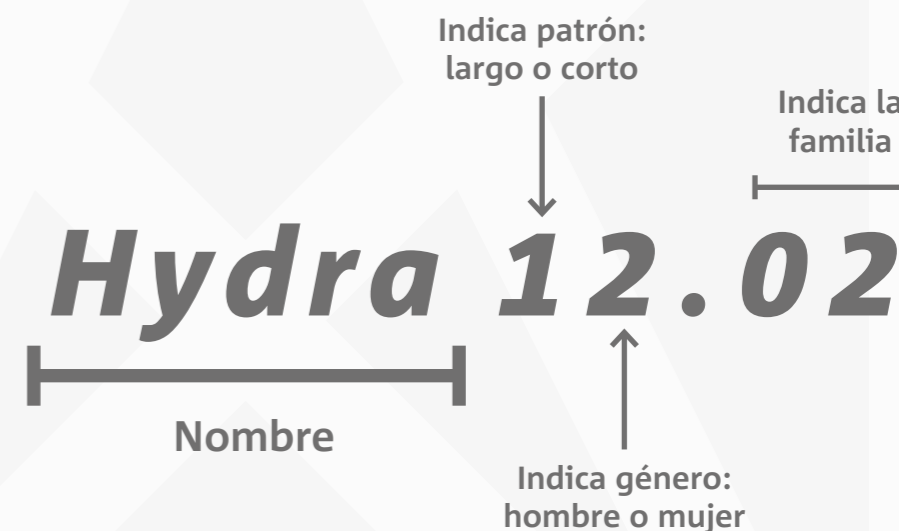 Indica patrón:
largo o corto
Indica la
familia
Hydra 12.02
Nombre
Indica género:
hombre o mujer